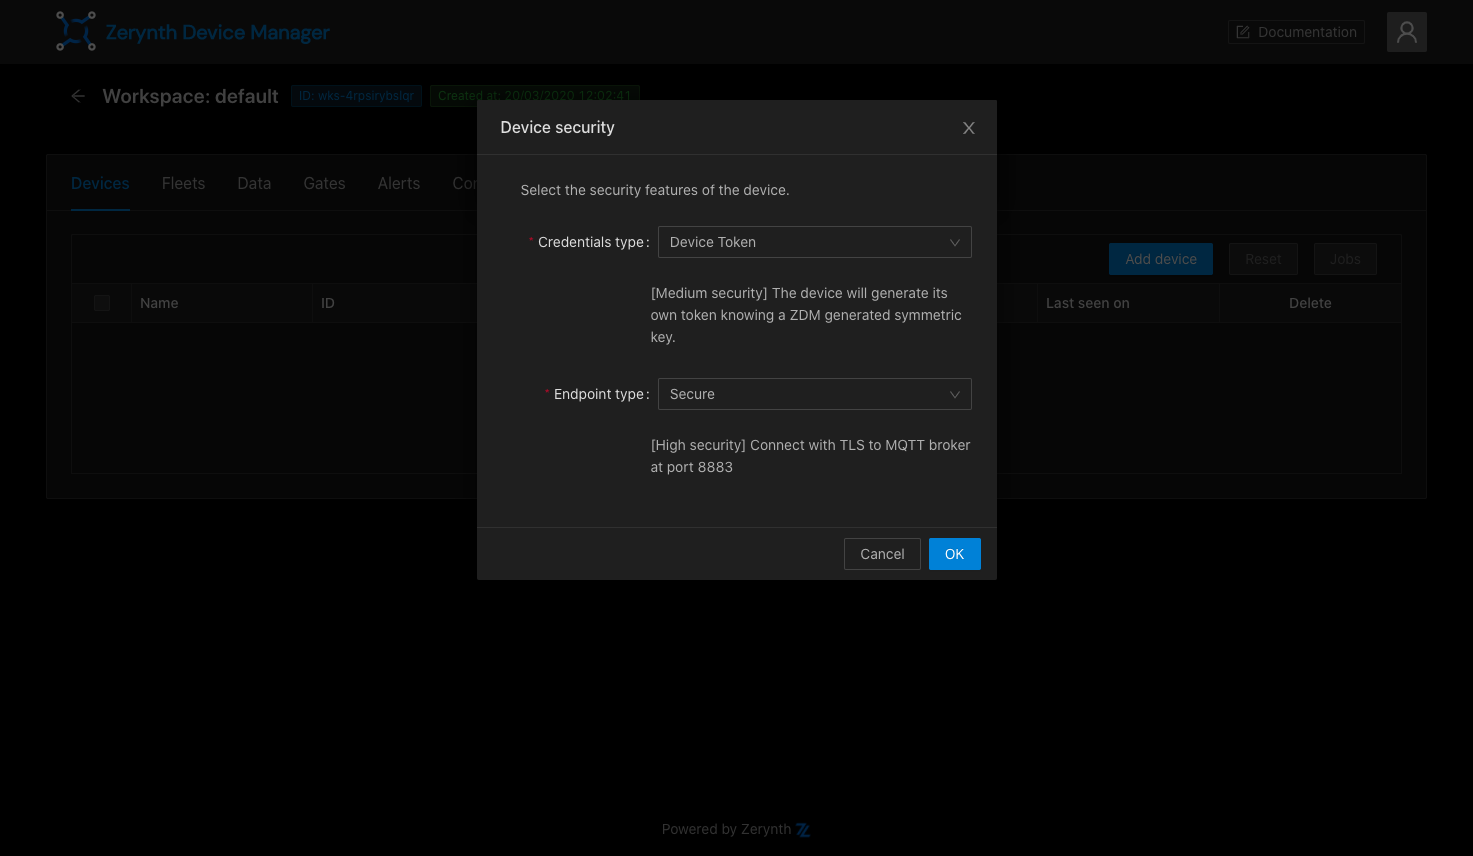 Zerynth Device Manager
Documentation
Workspace: default
ID: wks-4rpsirybslqr
Created at: 20/03/2020 12:02:41
Device security
Devices Fleets Data Gates Alerts
Select the security features of the device.
* Credentials type: Device Token
Add device Reset Jobs
[Medium security] The device will generate its
own token knowing a ZDM generated symmetric
key.
Name ID Last seen on Delete
* Endpoint type: Secure
[High security] Connect with TLS to MQTT broker
at port 8883
Cancel OK
Powered by Zerynth